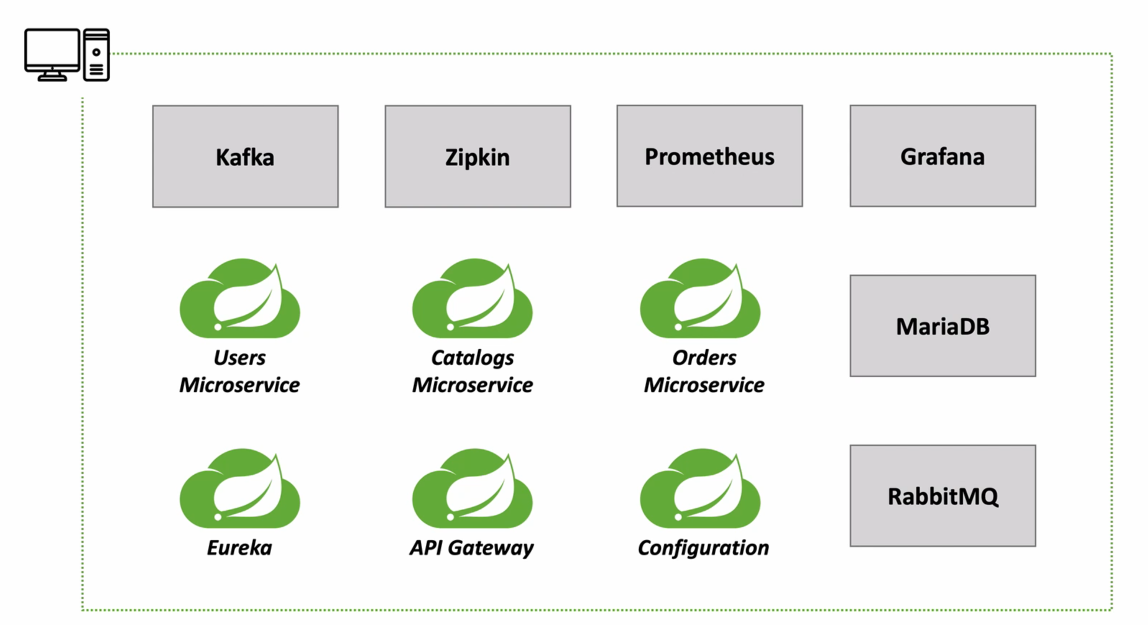 Kafka
Zipkin
Prometheus
Grafana
Users
Microservice
Catalogs
Microservice
Orders
Microservice
MariaDB
Eureka
API Gateway
Configuration
RabbitMQ